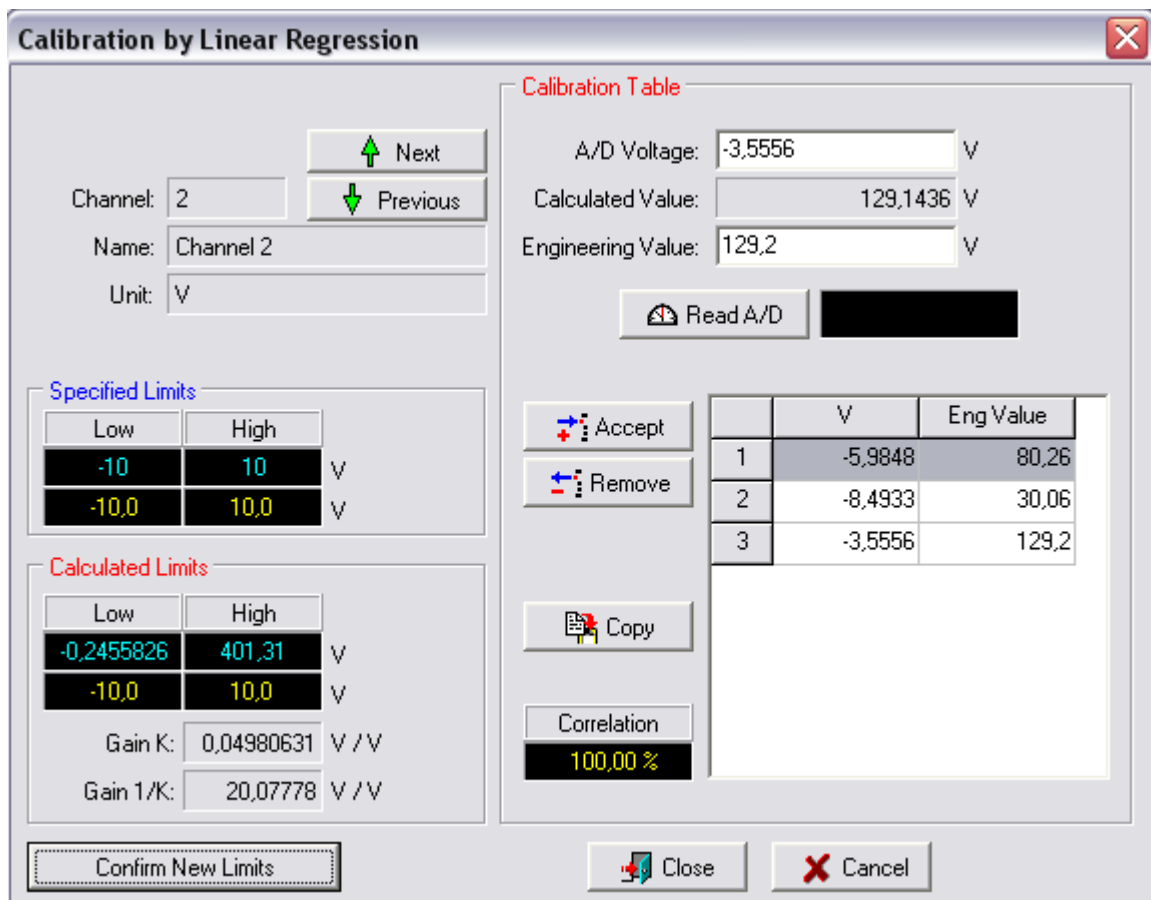 Calibration by Linear Regression
Next
Previous
Channel: 2
Name: Channel 2
Unit: V
Specified Limits
Low High
-10 10 V
-10,0 10,0 V
Calculated Limits
Low High
-0,2455826 401,31 V
-10,0 10,0 V
Gain K: 0,04980631 V / V
Gain 1/K: 20,07778 V / V
Confirm New Limits
Calibration Table
A/D Voltage: -3,5556 V
Calculated Value: 129,1436 V
Engineering Value: 129,2 V
Read A/D
Accept
Remove
Copy
Correlation
100,00 %
V Eng Value
1 -5,9848 80,26
2 -8,4933 30,06
3 -3,5556 129,2
Close
Cancel